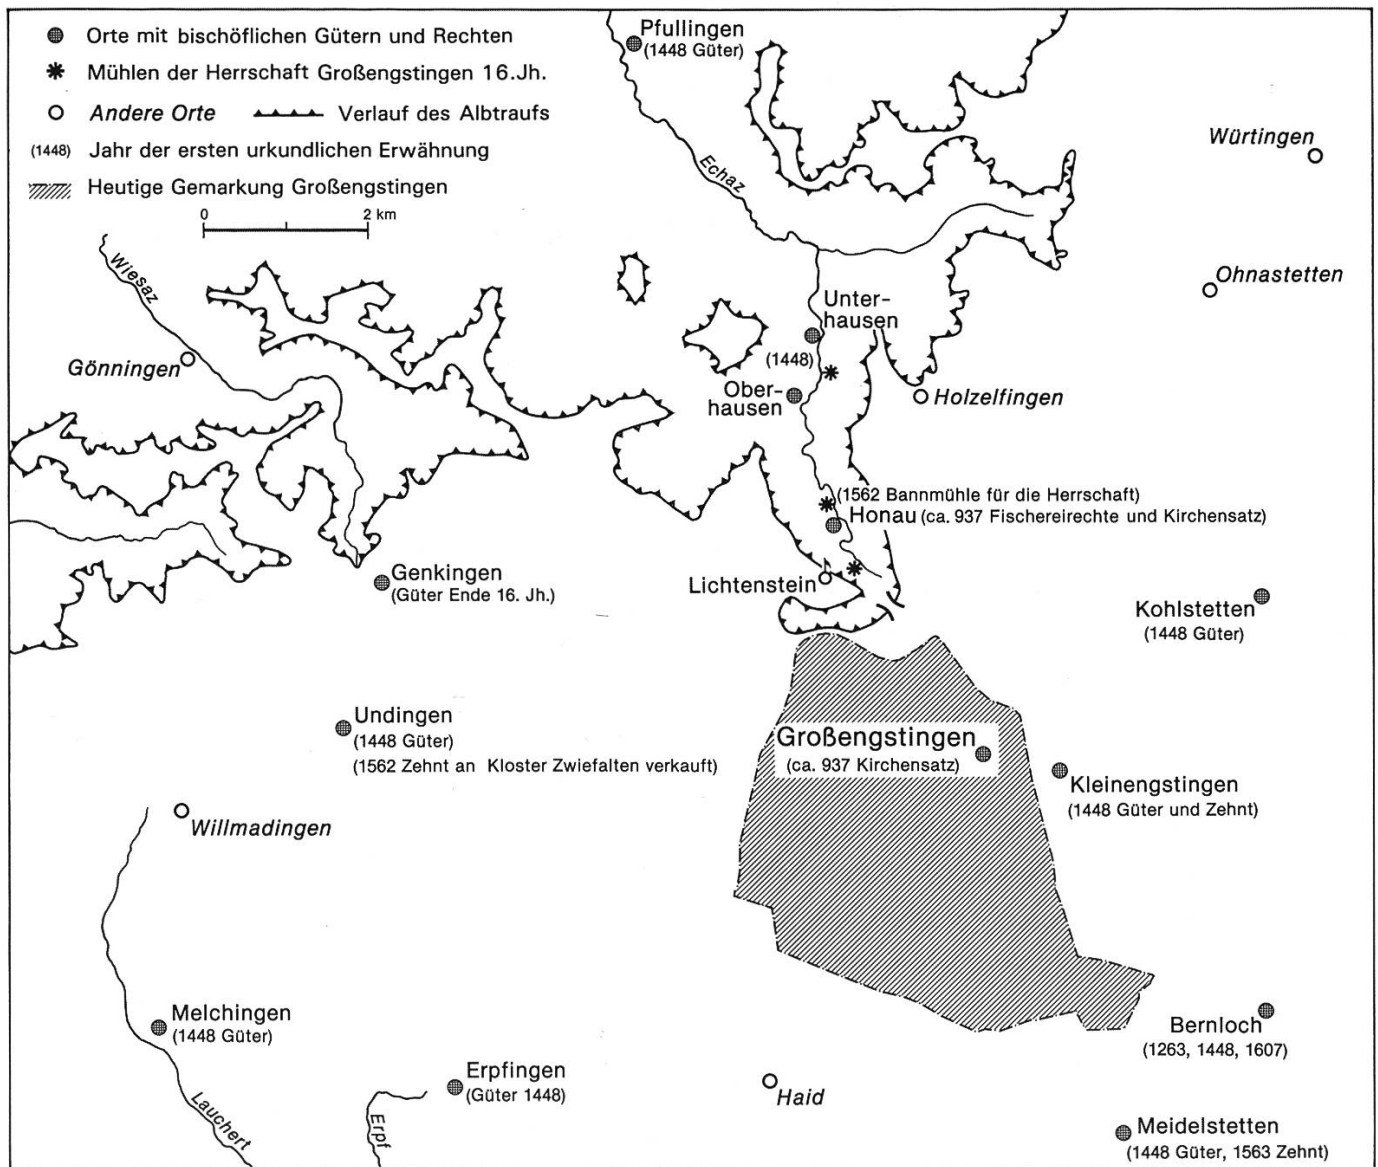 Orte mit bischöflichen Gütern und Rechten
Mühlen der Herrschaft Großengstingen 16.Jh.
Andere Orte
Verlauf des Albtraufs
(1448) Jahr der ersten urkundlichen Erwähnung
Heutige Gemarkung Großengstingen
0 2 km
Pfullingen
(1448 Güter)
Echaz
Würtingen
Wiesaz
Ohnastetten
Unter-
hausen
(1448)
Gönningen
Ober-
hausen
Holzelfingen
(1562 Bannmühle für die Herrschaft)
Honau (ca. 937 Fischereirechte und Kirchensatz)
Genkingen
(Güter Ende 16. Jh.)
Lichtenstein
Kohlstetten
(1448 Güter)
Undingen
(1448 Güter)
(1562 Zehnt an Kloster Zwiefalten verkauft)
Großengstingen
(ca. 937 Kirchensatz)
Kleinengstingen
(1448 Güter und Zehnt)
Willmadingen
Melchingen
(1448 Güter)
Bernloch
(1263, 1448, 1607)
Erpfingen
(Güter 1448)
Haid
Lauchert
Erpf
Meidelstetten
(1448 Güter, 1563 Zehnt)